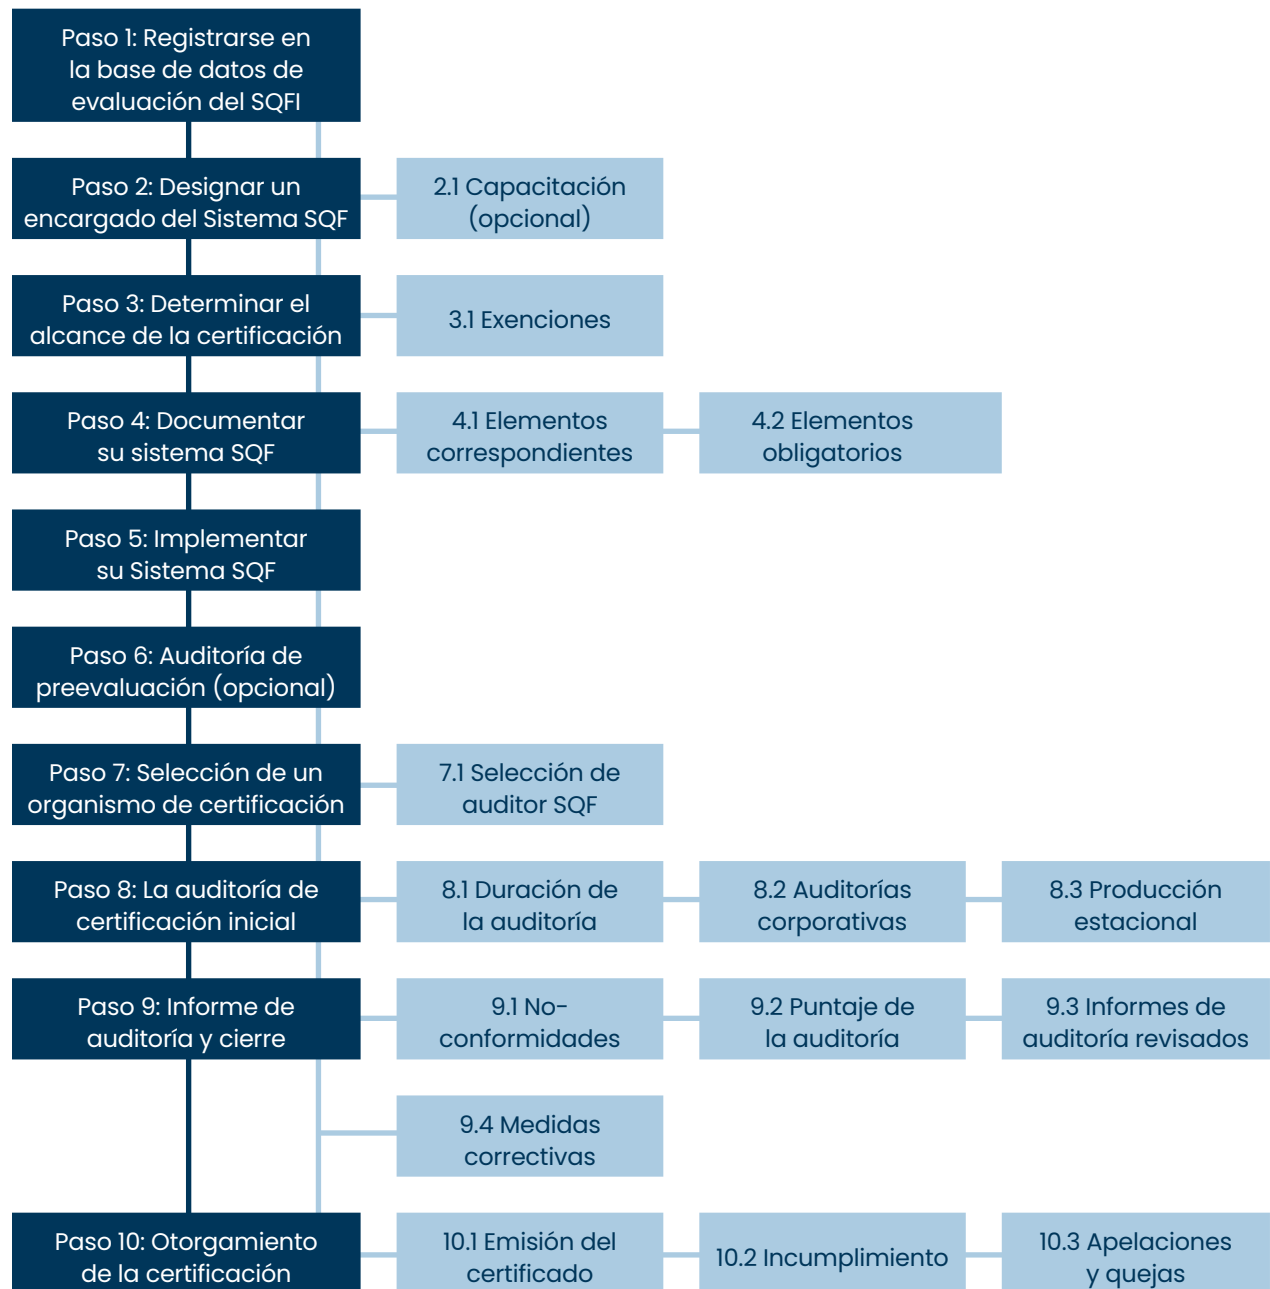 Paso 1: Registrarse en
la base de datos de
evaluación del SQFI
Paso 2: Designar un
encargado del Sistema SQF
2.1 Capacitación
(opcional)
Paso 3: Determinar el
alcance de la certificación
3.1 Exenciones
Paso 4: Documentar
su sistema SQF
4.1 Elementos
correspondientes
4.2 Elementos
obligatorios
Paso 5: Implementar
su Sistema SQF
Paso 6: Auditoría de
preevaluación (opcional)
Paso 7: Selección de un
organismo de certificación
7.1 Selección de
auditor SQF
Paso 8: La auditoría de
certificación inicial
8.1 Duración de
la auditoría
8.2 Auditorías
corporativas
8.3 Producción
estacional
Paso 9: Informe de
auditoría y cierre
9.1 No-
conformidades
9.2 Puntaje de
la auditoría
9.3 Informes de
auditoría revisados
9.4 Medidas
correctivas
Paso 10: Otorgamiento
de la certificación
10.1 Emisión del
certificado
10.2 Incumplimiento
10.3 Apelaciones
y quejas